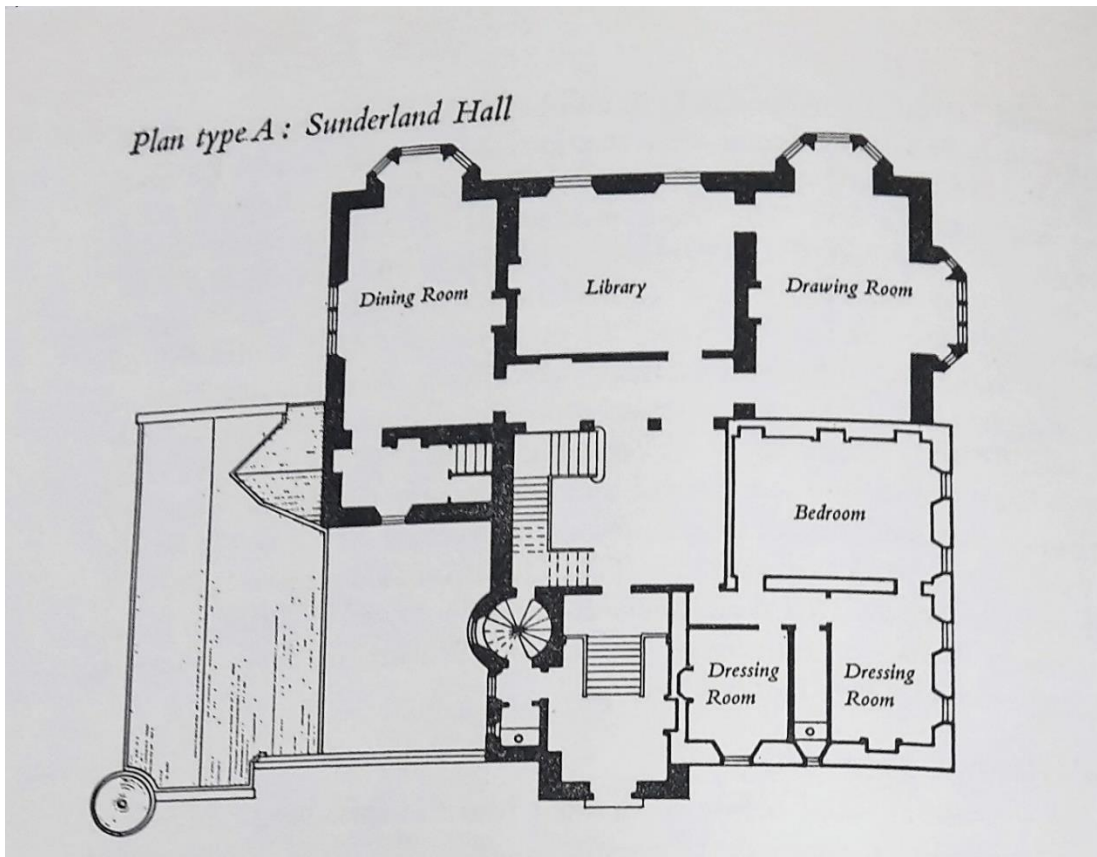 Plan type A: Sunderland Hall
Dining Room
Library
Drawing Room
Bedroom
Dressing
Room
Dressing
Room